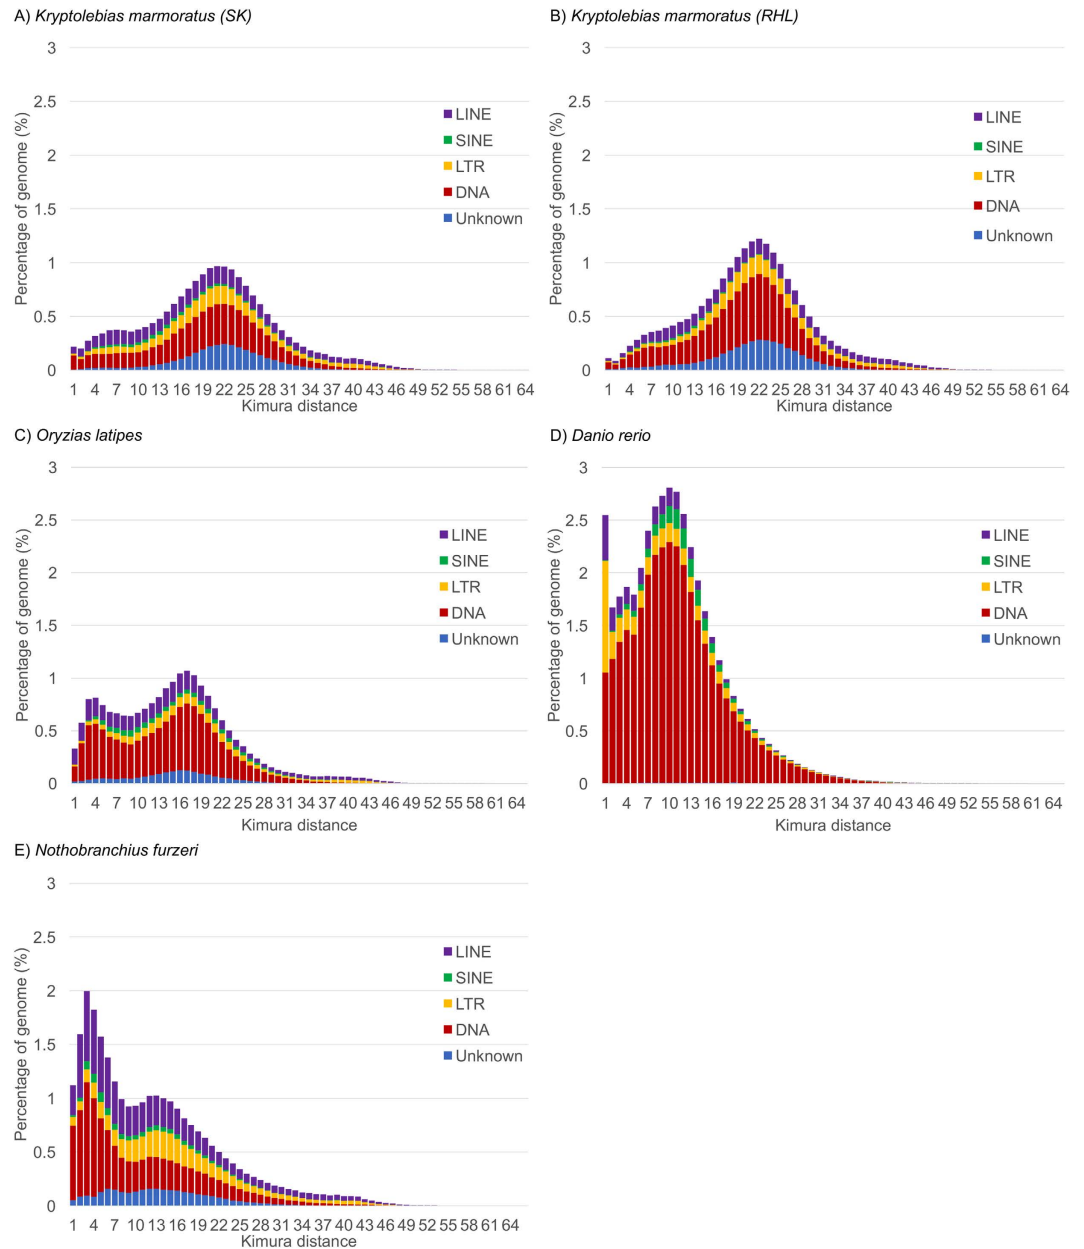 A) Kryptolebias marmoratus (SK)
3
2.5
2
1.5
1
0.5
0
Percentage of genome (%)
LINE
SINE
LTR
DNA
Unknown
1 4 7 10 13 16 19 22 25 28 31 34 37 40 43 46 49 52 55 58 61 64
Kimura distance
B) Kryptolebias marmoratus (RHL)
3
2.5
2
1.5
1
0.5
0
Percentage of genome (%)
LINE
SINE
LTR
DNA
Unknown
1 4 7 10 13 16 19 22 25 28 31 34 37 40 43 46 49 52 55 58 61 64
Kimura distance
C) Oryzias latipes
3
2.5
2
1.5
1
0.5
0
Percentage of genome (%)
LINE
SINE
LTR
DNA
Unknown
1 4 7 10 13 16 19 22 25 28 31 34 37 40 43 46 49 52 55 58 61 64
Kimura distance
D) Danio rerio
3
2.5
2
1.5
1
0.5
0
Percentage of genome (%)
LINE
SINE
LTR
DNA
Unknown
1 4 7 10 13 16 19 22 25 28 31 34 37 40 43 46 49 52 55 58 61 64
Kimura distance
E) Nothobranchius furzeri
3
2.5
2
1.5
1
0.5
0
Percentage of genome (%)
LINE
SINE
LTR
DNA
Unknown
1 4 7 10 13 16 19 22 25 28 31 34 37 40 43 46 49 52 55 58 61 64
Kimura distance